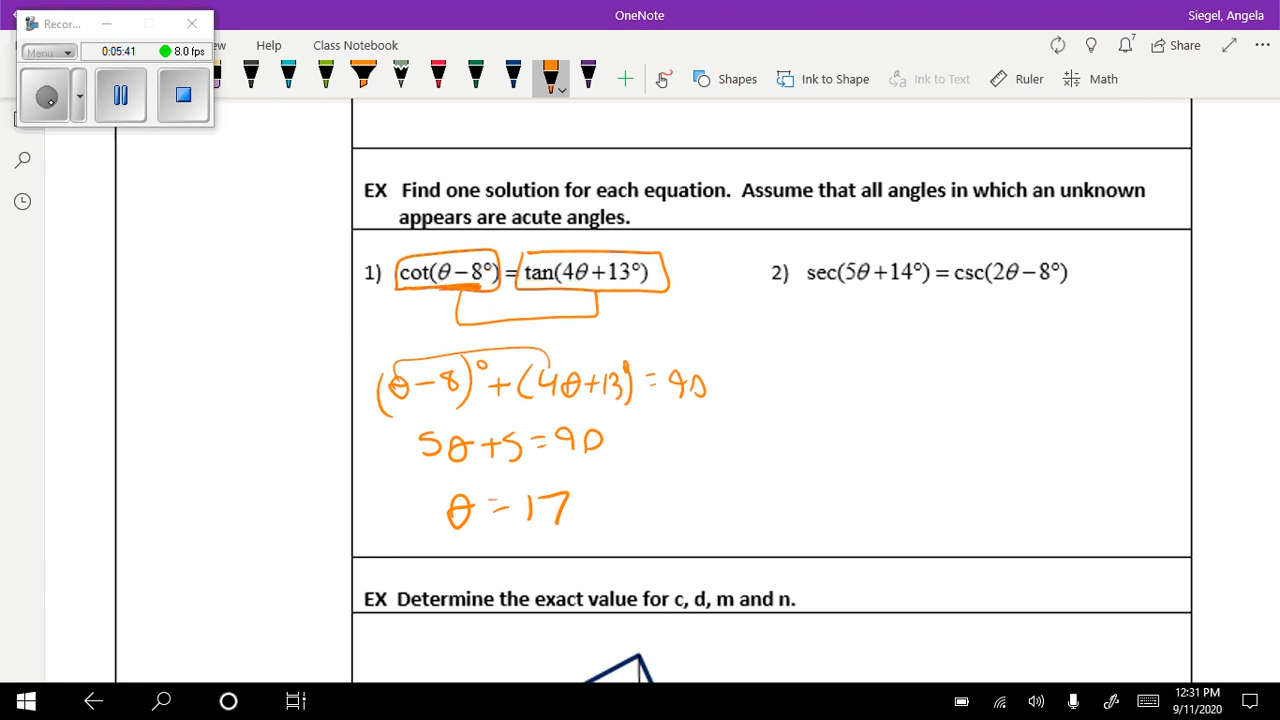 Recor...
OneNote
Siegel, Angela
Menu
0:05:41
8.0 fps
Help
Class Notebook
Share
Shapes
Ink to Shape
Ink to Text
Ruler
Math
EX Find one solution for each equation. Assume that all angles in which an unknown
appears are acute angles.
1) cot(θ−8°) = tan(4θ+13°)
2) sec(5θ+14°) = csc(2θ−8°)
(θ−8)° + (4θ+13)° = 90
5θ+5=90
θ = 17
EX Determine the exact value for c, d, m and n.
12:31 PM
9/11/2020